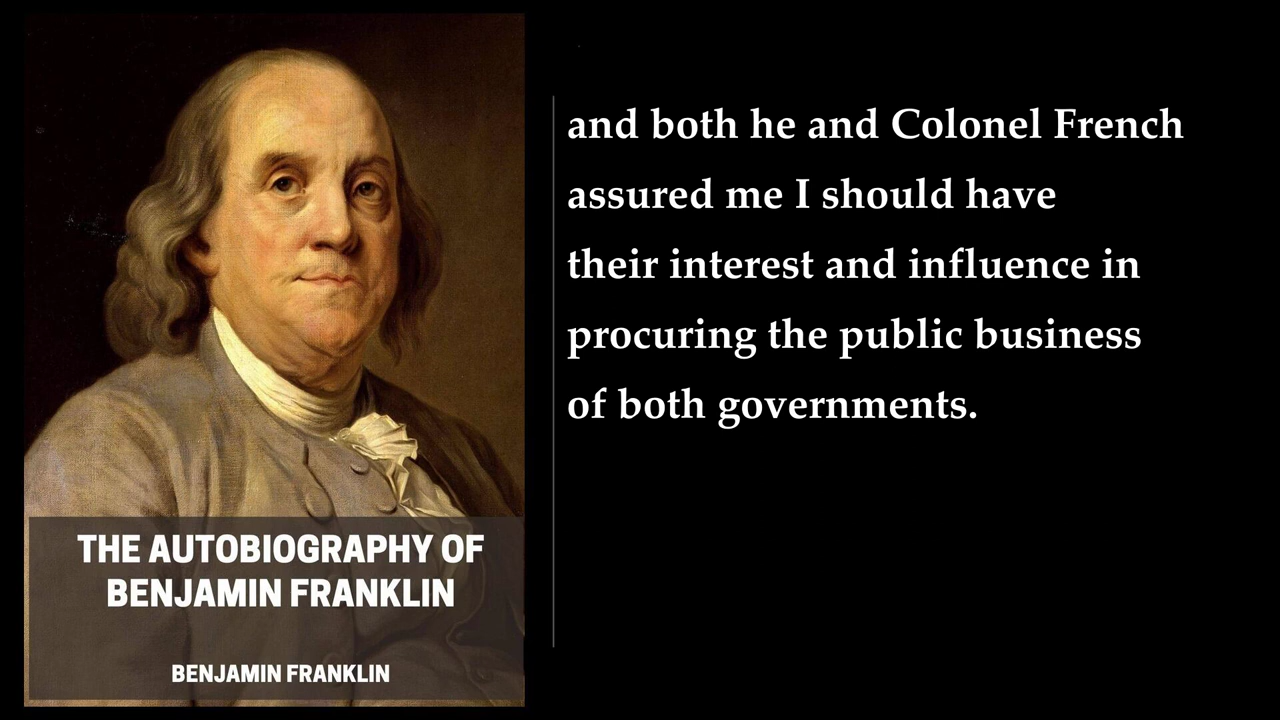 and both he and Colonel French
assured me I should have
their interest and influence in
procuring the public business
of both governments.
THE AUTOBIOGRAPHY OF
BENJAMIN FRANKLIN
BENJAMIN FRANKLIN